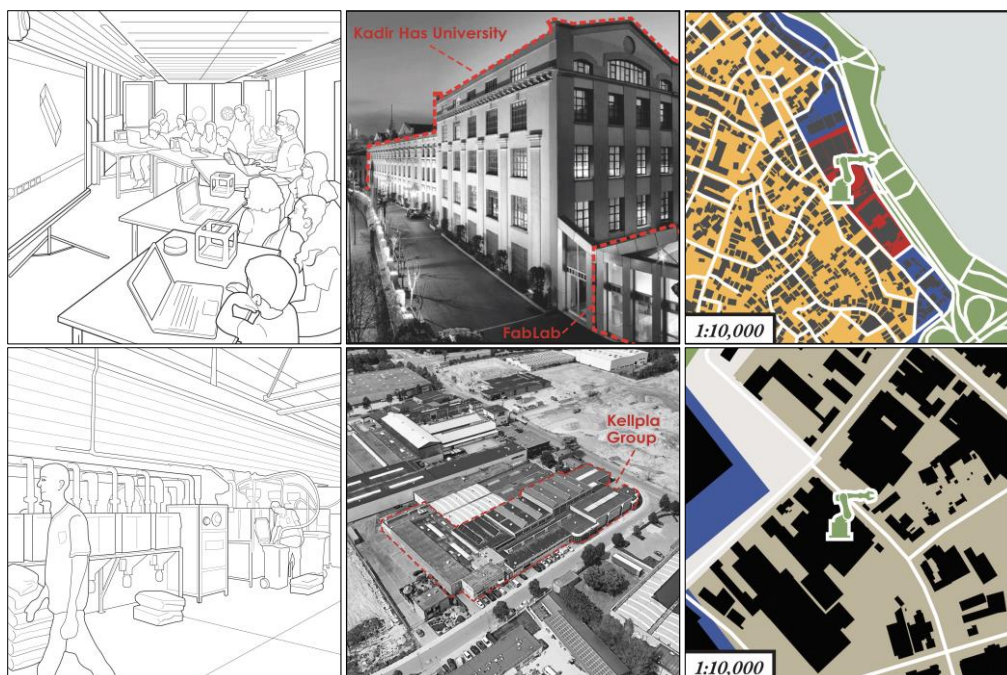 Kadir Has University
FabLab
1:10,000
Kellpla
Group
1:10,000